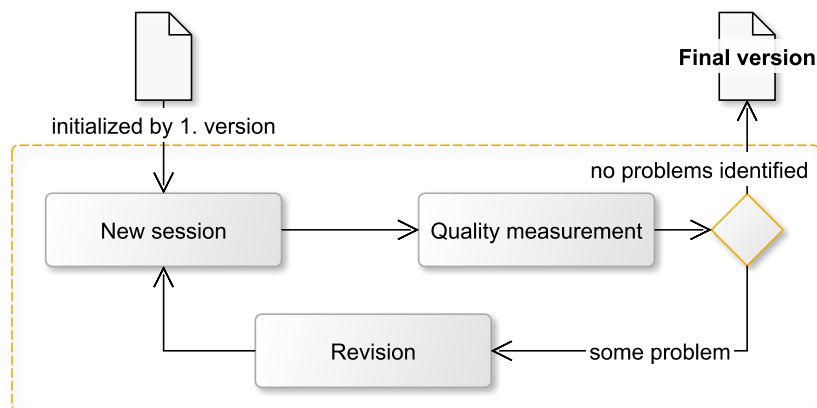 Final version
initialized by 1. version
no problems identified
New session
Quality measurement
Revision
some problem